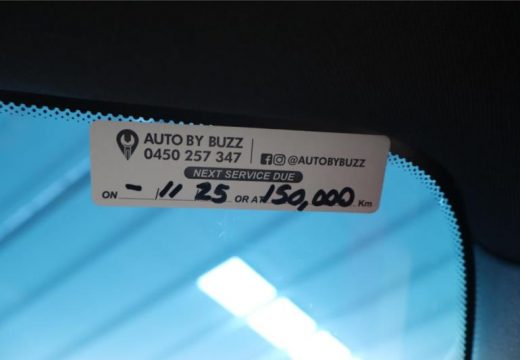 AUTO BY BUZZ
0450 257 347
@AUTOBYBUZZ
NEXT SERVICE DUE
ON - / 11 25 OR AT 150,000 Km